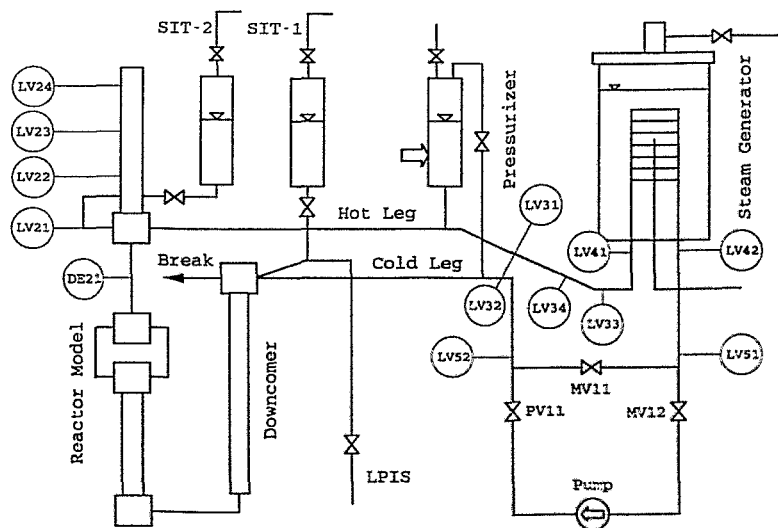 SIT-2
SIT-1
LV24
LV23
LV22
LV21
Pressurizer
Steam Generator
LV31
Hot Leg
LV41
LV42
Break
Cold Leg
DE21
LV32
LV34
LV33
Reactor Model
Downcomer
LV52
LV51
MV11
PV11
MV12
LPIS
Pump